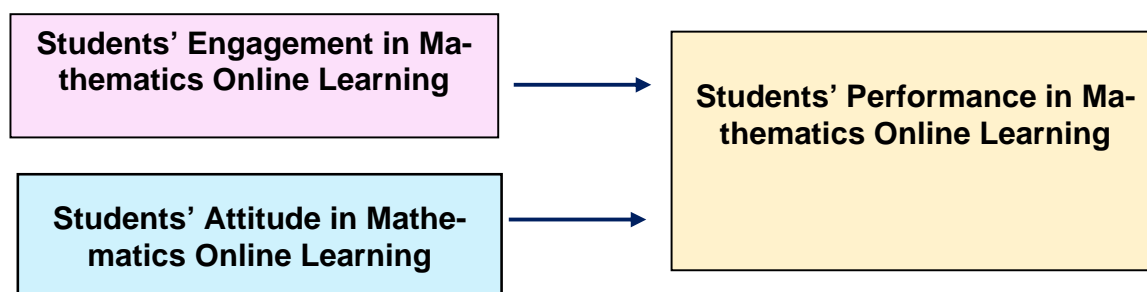 Students’ Engagement in Ma-
thematics Online Learning
Students’ Performance in Ma-
thematics Online Learning
Students’ Attitude in Mathe-
matics Online Learning